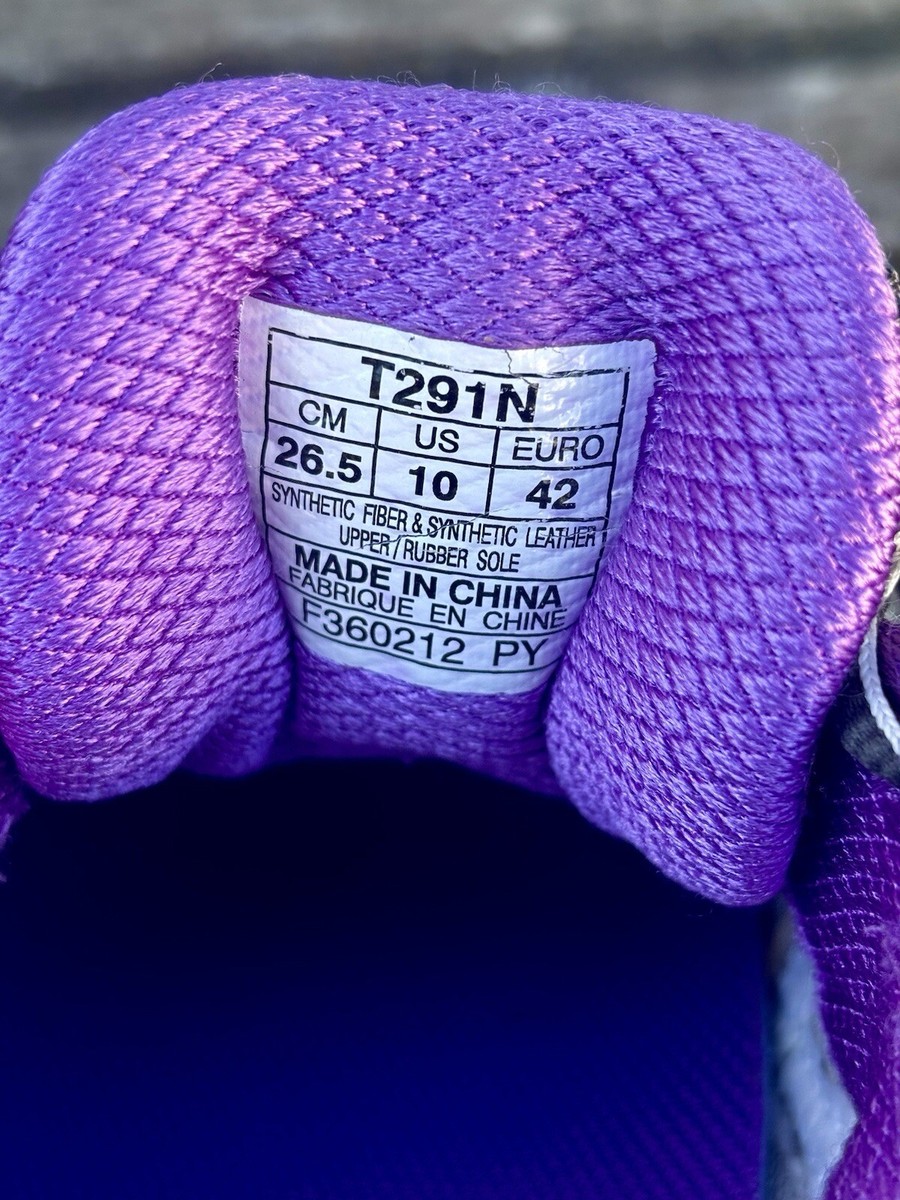 T291N
CM US EURO
26.5 10 42
SYNTHETIC FIBER & SYNTHETIC LEATHER
UPPER/RUBBER SOLE
MADE IN CHINA
FABRIQUE EN CHINE
F360212 PY